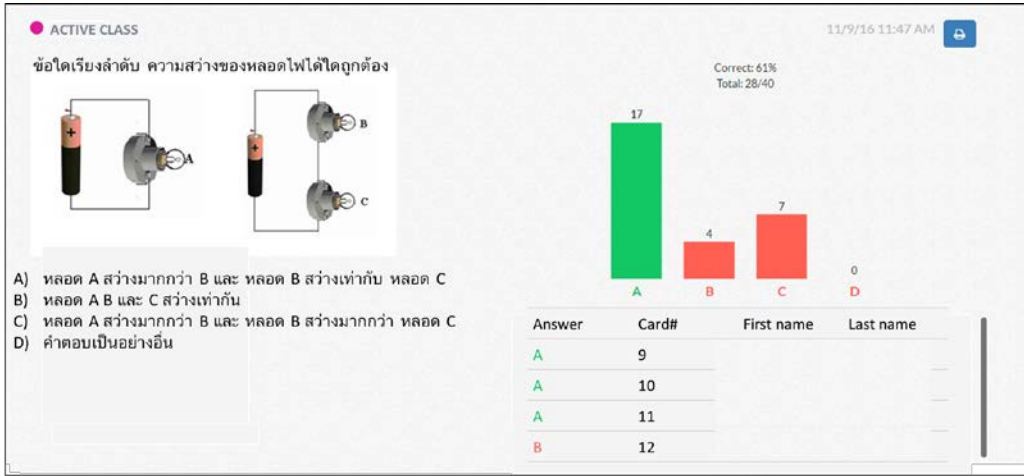 ACTIVE CLASS
11/9/16 11:47 AM
ข้อใดเรียงลำดับ ความสว่างของหลอดไฟได้ใดถูกต้อง
A
B
C
A) หลอด A สว่างมากกว่า B และ หลอด B สว่างเท่ากับ หลอด C
B) หลอด A B และ C สว่างเท่ากัน
C) หลอด A สว่างมากกว่า B และ หลอด B สว่างมากกว่า หลอด C
D) คำตอบเป็นอย่างอื่น
Correct: 61%
Total: 28/40
17
4
7
0
A B C D
Answer Card# First name Last name
A 9
A 10
A 11
B 12